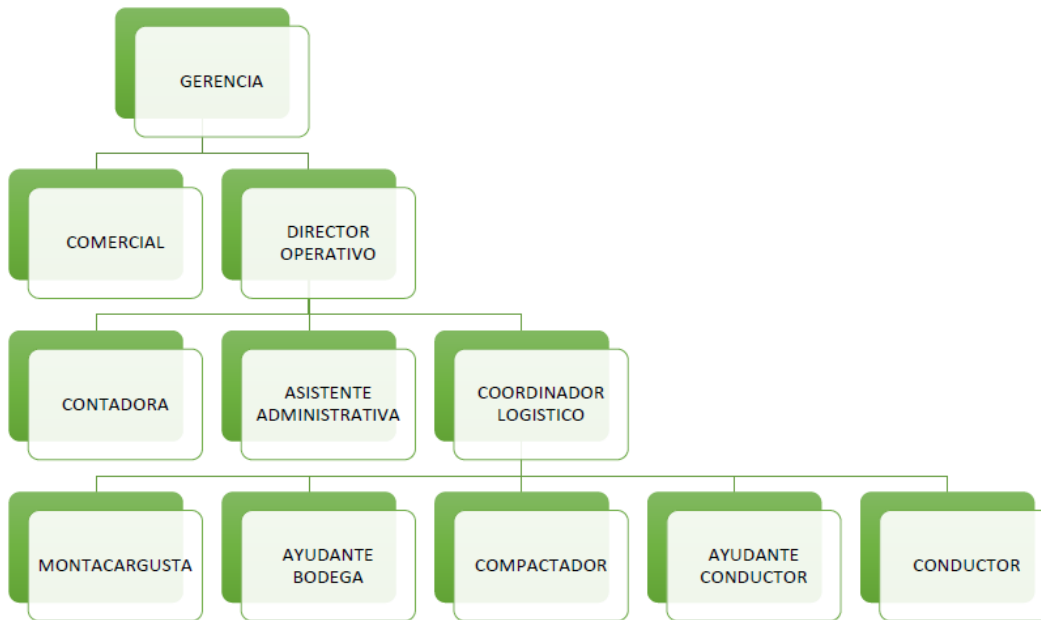 GERENCIA
COMERCIAL
DIRECTOR
OPERATIVO
CONTADORA
ASISTENTE
ADMINISTRATIVA
COORDINADOR
LOGISTICO
MONTACARGUSTA
AYUDANTE
BODEGA
COMPACTADOR
AYUDANTE
CONDUCTOR
CONDUCTOR